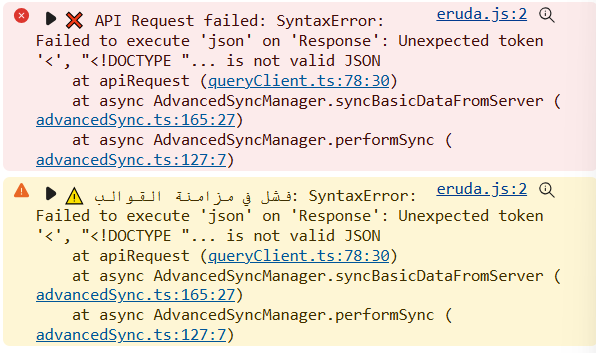 ❌ API Request failed: SyntaxError: eruda.js:2
Failed to execute 'json' on 'Response': Unexpected token
'<', "<!DOCTYPE "... is not valid JSON
at apiRequest (queryClient.ts:78:30)
at async AdvancedSyncManager.syncBasicDataFromServer (
advancedSync.ts:165:27)
at async AdvancedSyncManager.performSync (
advancedSync.ts:127:7)
⚠️ فشل في مزامنة القوالب: SyntaxError: eruda.js:2
Failed to execute 'json' on 'Response': Unexpected token
'<', "<!DOCTYPE "... is not valid JSON
at apiRequest (queryClient.ts:78:30)
at async AdvancedSyncManager.syncBasicDataFromServer (
advancedSync.ts:165:27)
at async AdvancedSyncManager.performSync (
advancedSync.ts:127:7)